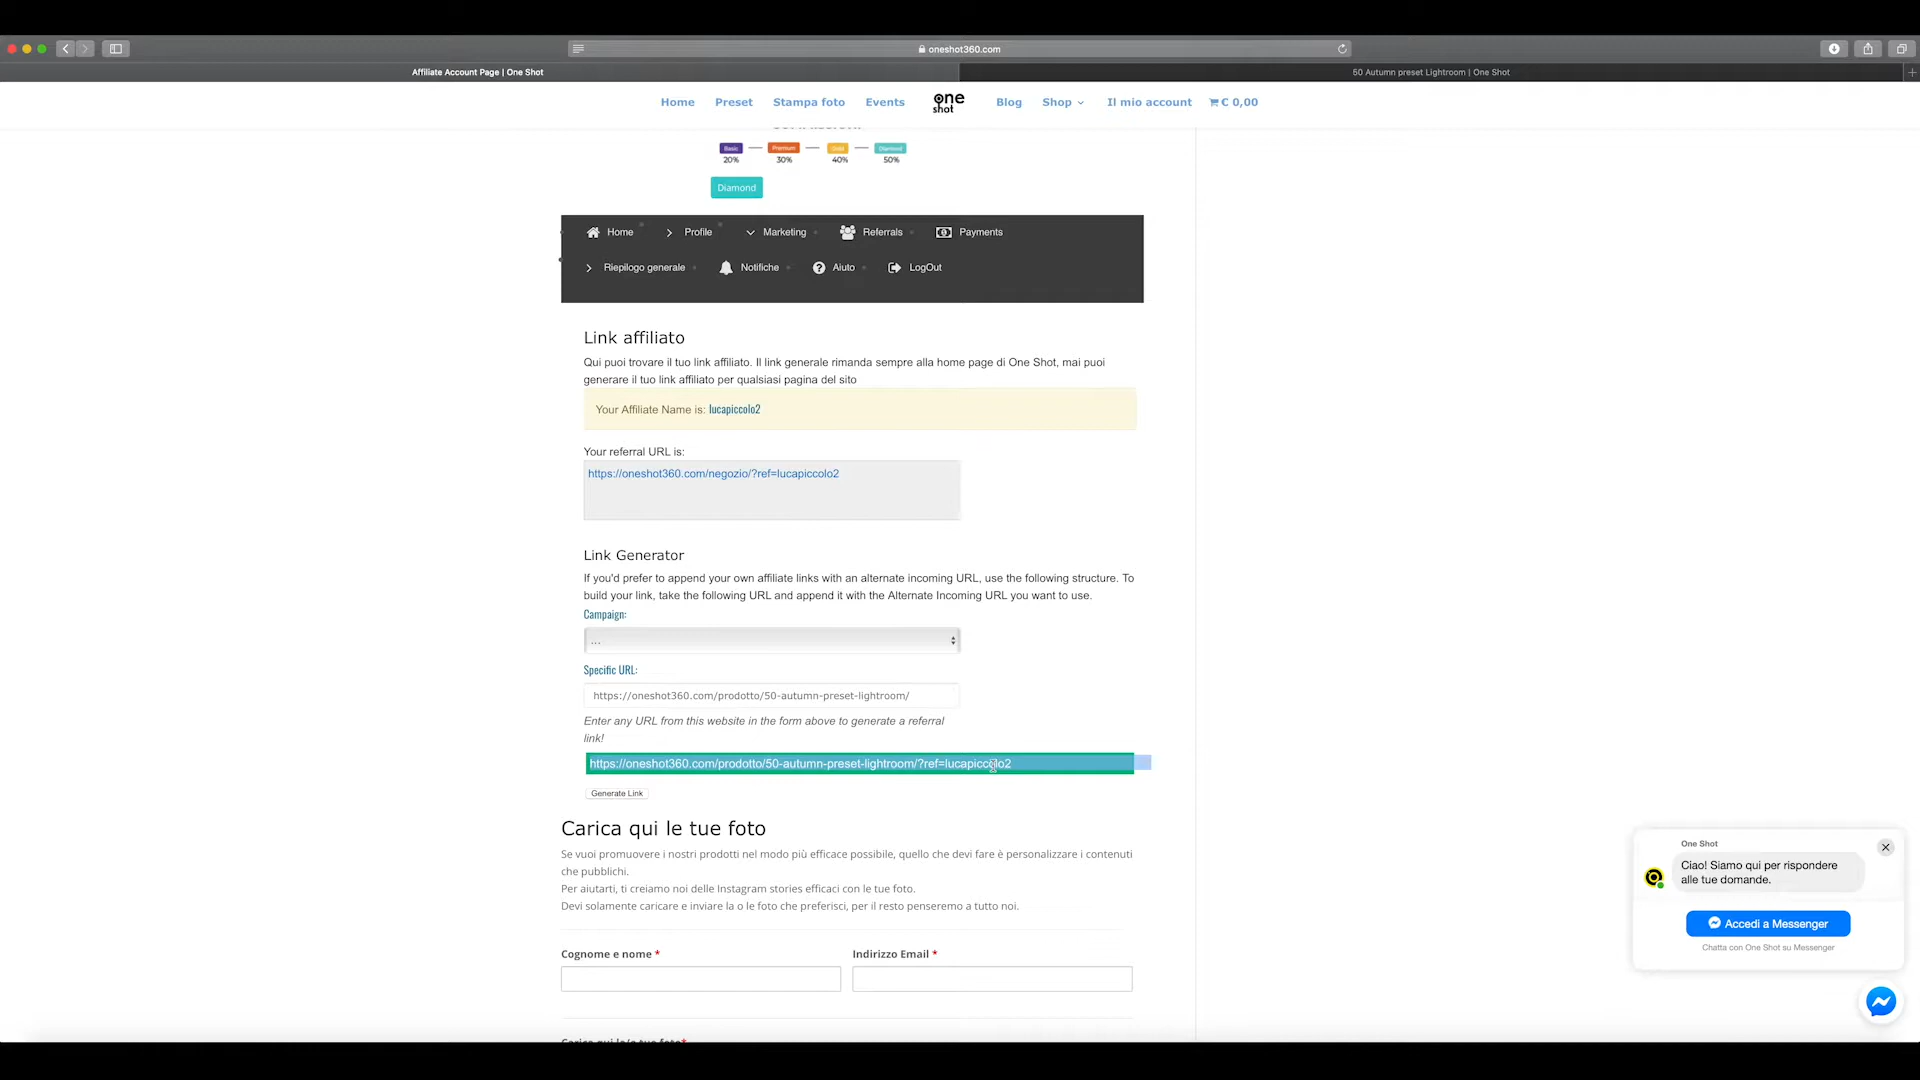 oneshot360.com
Affiliate Account Page | One Shot
50 Autumn preset Lightroom | One Shot
Home Preset Stampa foto Events one shot Blog Shop Il mio account € 0,00
Basic Premium Gold Diamond
20% 30% 40% 50%
Diamond
Home Profile Marketing Referrals Payments
Riepilogo generale Notifiche Aiuto LogOut
Link affiliato
Qui puoi trovare il tuo link affiliato. Il link generale rimanda sempre alla home page di One Shot, mai puoi
generare il tuo link affiliato per qualsiasi pagina del sito
Your Affiliate Name is: lucapiccolo2
Your referral URL is:
https://oneshot360.com/negozio/?ref=lucapiccolo2
Link Generator
If you'd prefer to append your own affiliate links with an alternate incoming URL, use the following structure. To
build your link, take the following URL and append it with the Alternate Incoming URL you want to use.
Campaign:
...
Specific URL:
https://oneshot360.com/prodotto/50-autumn-preset-lightroom/
Enter any URL from this website in the form above to generate a referral
link!
https://oneshot360.com/prodotto/50-autumn-preset-lightroom/?ref=lucapiccolo2
Generate Link
Carica qui le tue foto
Se vuoi promuovere i nostri prodotti nel modo più efficace possibile, quello che devi fare è personalizzare i contenuti
che pubblichi.
Per aiutarti, ti creiamo noi delle Instagram stories efficaci con le tue foto.
Devi solamente caricare e inviare la o le foto che preferisci, per il resto penseremo a tutto noi.
Cognome e nome *
Indirizzo Email *
One Shot
Ciao! Siamo qui per rispondere
alle tue domande.
Accedi a Messenger
Chatta con One Shot su Messenger